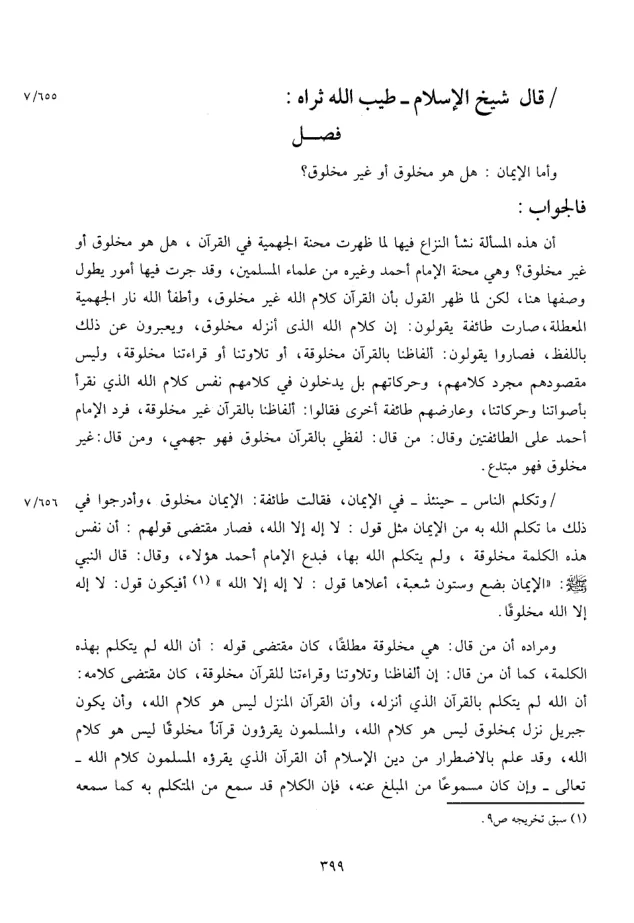 ٧/٦٥٥
/ قال شيخ الإسلام ـ طيب الله ثراه :
فصــل
وأما الإيمان : هل هو مخلوق أو غير مخلوق؟
فالجواب :
أن هذه المسألة نشأ النزاع فيها لما ظهرت محنة الجهمية في القرآن ، هل هو مخلوق أو
غير مخلوق؟ وهي محنة الإمام أحمد وغيره من علماء المسلمين، وقد جرت فيها أمور يطول
وصفها هنا، لكن لما ظهر القول بأن القرآن كلام الله غير مخلوق، وأطفأ الله نار الجهمية
المعطلة،صارت طائفة يقولون: إن كلام الله الذى أنزله مخلوق، ويعبرون عن ذلك
باللفظ، فصاروا يقولون: ألفاظنا بالقرآن مخلوقة، أو تلاوتنا أو قراءتنا مخلوقة، وليس
مقصودهم مجرد كلامهم، وحركاتهم بل يدخلون في كلامهم نفس كلام الله الذي نقرأ
بأصواتنا وحركاتنا، وعارضهم طائفة أخرى فقالوا: ألفاظنا بالقرآن غير مخلوقة، فرد الإمام
أحمد على الطائفتين وقال: من قال: لفظي بالقرآن مخلوق فهو جهمي، ومن قال:غير
مخلوق فهو مبتدع.
٧/٦٥٦
/وتكلم الناس ـ حينئذ ـ في الإيمان، فقالت طائفة: الإيمان مخلوق ،وأدرجوا في
ذلك ما تكلم الله به من الإيمان مثل قول : لا إله إلا الله، فصار مقتضى قولهم : أن نفس
هذه الكلمة مخلوقة ، ولم يتكلم الله بها، فبدع الإمام أحمد هؤلاء، وقال: قال النبي
ﷺ: «الإيمان بضع وستون شعبة، أعلاها قول : لا إله إلا الله » (١) أفيكون قول: لا إله
إلا الله مخلوقًا.
ومراده أن من قال: هي مخلوقة مطلقًا، كان مقتضى قوله : أن الله لم يتكلم بهذه
الكلمة، كما أن من قال: إن ألفاظنا وتلاوتنا وقراءتنا للقرآن مخلوقة، كان مقتضى كلامه:
أن الله لم يتكلم بالقرآن الذي أنزله، وأن القرآن المنزل ليس هو كلام الله، وأن يكون
جبريل نزل بمخلوق ليس هو كلام الله، والمسلمون يقرؤون قرآناً مخلوقًا ليس هو كلام
الله، وقد علم بالاضطرار من دين الإسلام أن القرآن الذي يقرؤه المسلمون كلام الله ـ
تعالى ـ وإن كان مسموعًا من المبلغ عنه، فإن الكلام قد سمع من المتكلم به كما سمعه
(١) سبق تخريجه ص٩.
٣٩٩